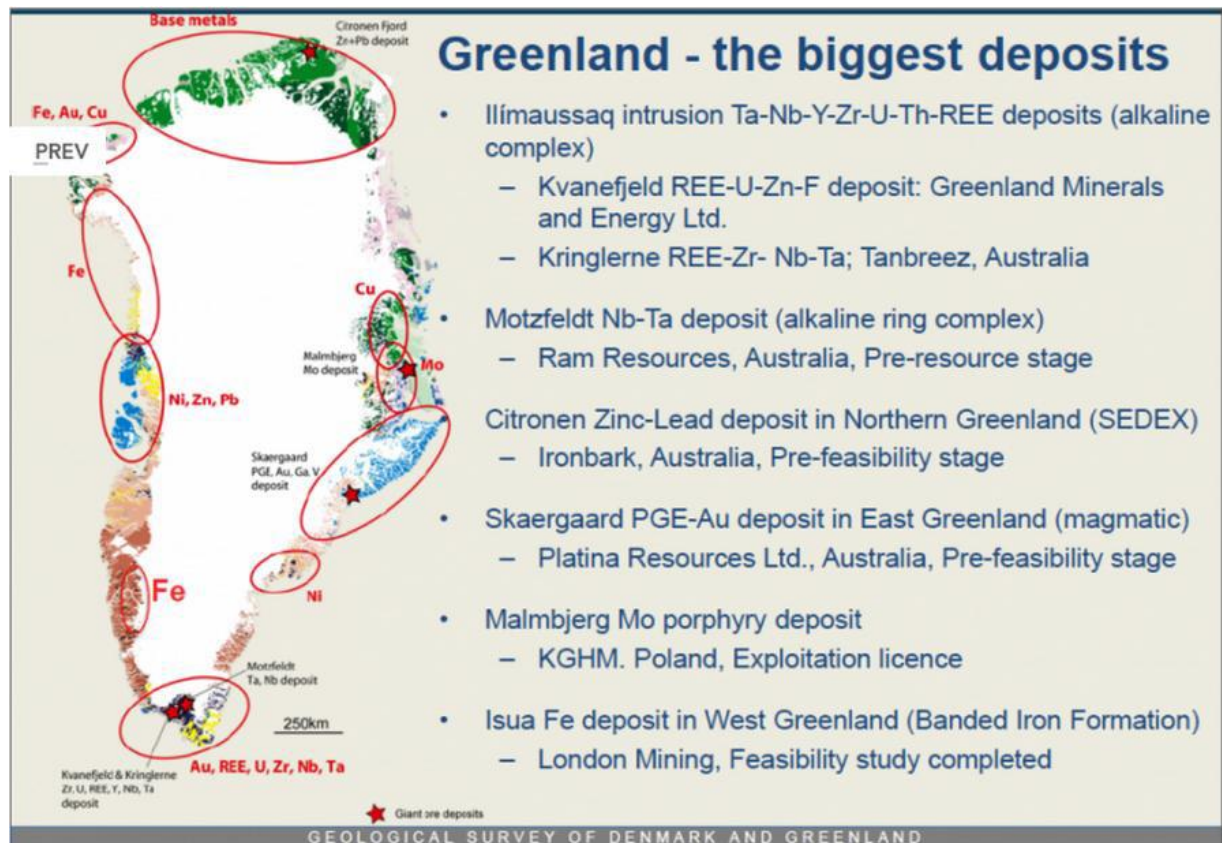 Base metals
Citronen Fjord
Zn+Pb deposit
Fe, Au, Cu
PREV
Fe
Cu
Malmbjerg
Mo deposit
Mo
Ni, Zn, Pb
Skaergaard
PGE, Au, Ga. V
deposit
Fe
Ni
Motzfeldt
Ta, Nb deposit
250km
Au, REE, U, Zr, Nb, Ta
Kvanefjeld & Kringlerne
Zr, U, REE, Y, Nb, Ta
deposit
Giant ore deposits
Greenland - the biggest deposits
• Ilímaussaq intrusion Ta-Nb-Y-Zr-U-Th-REE deposits (alkaline
complex)
– Kvanefjeld REE-U-Zn-F deposit: Greenland Minerals
and Energy Ltd.
– Kringlerne REE-Zr- Nb-Ta; Tanbreez, Australia
• Motzfeldt Nb-Ta deposit (alkaline ring complex)
– Ram Resources, Australia, Pre-resource stage
• Citronen Zinc-Lead deposit in Northern Greenland (SEDEX)
– Ironbark, Australia, Pre-feasibility stage
• Skaergaard PGE-Au deposit in East Greenland (magmatic)
– Platina Resources Ltd., Australia, Pre-feasibility stage
• Malmbjerg Mo porphyry deposit
– KGHM. Poland, Exploitation licence
• Isua Fe deposit in West Greenland (Banded Iron Formation)
– London Mining, Feasibility study completed
GEOLOGICAL SURVEY OF DENMARK AND GREENLAND